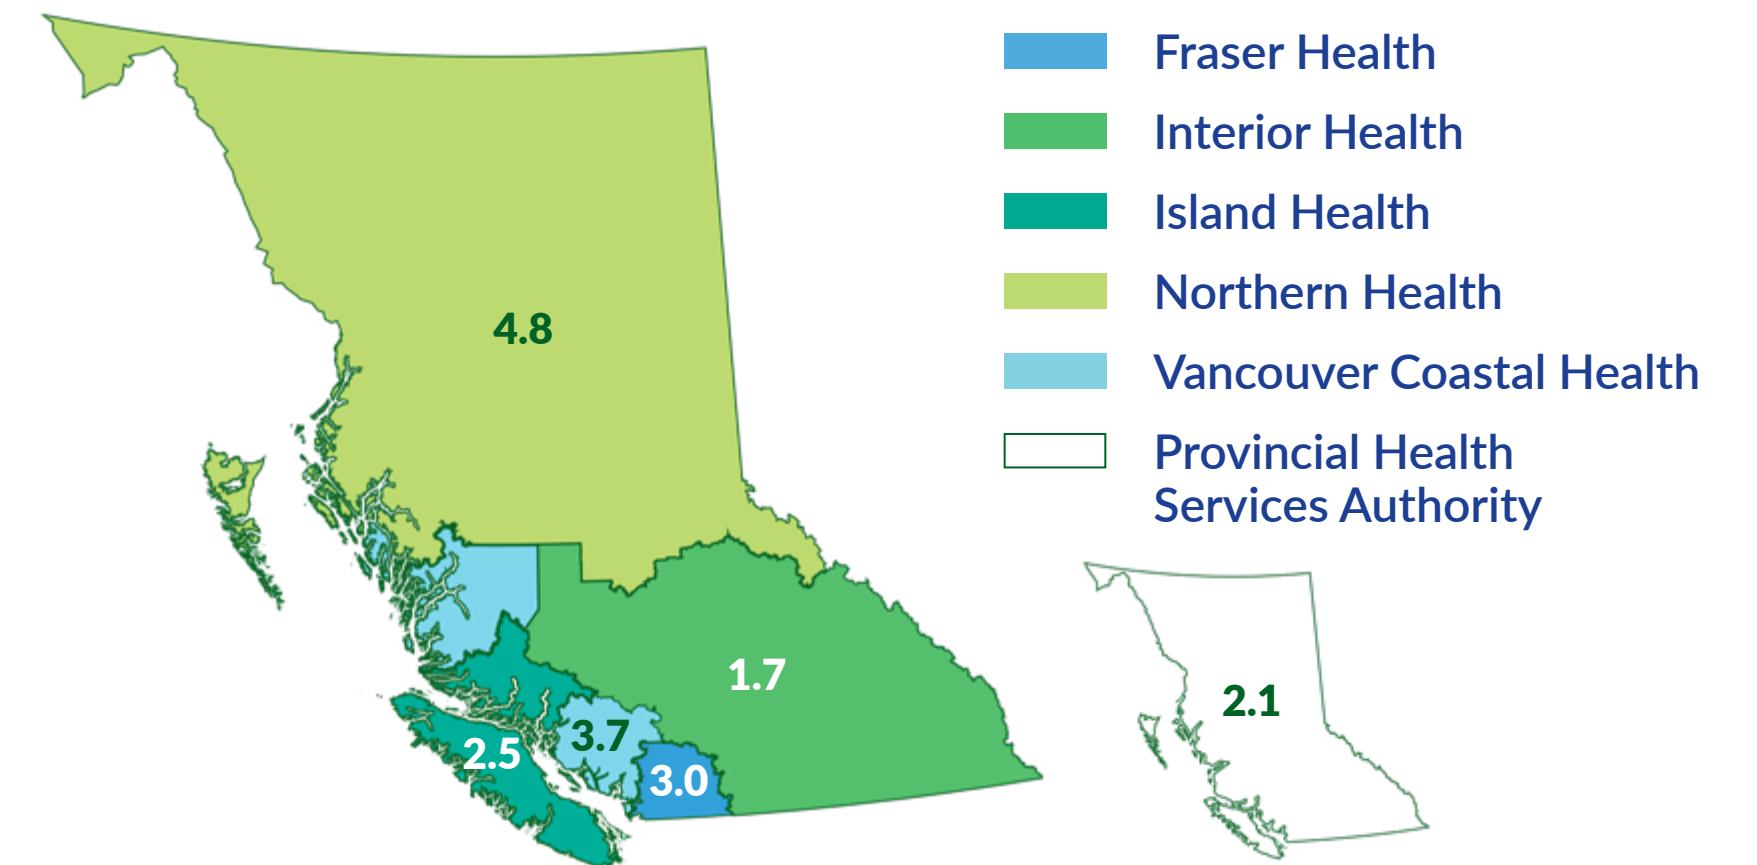 Fraser Health
Interior Health
Island Health
Northern Health
Vancouver Coastal Health
Provincial Health
Services Authority
4.8
1.7
3.7
2.5
3.0
2.1